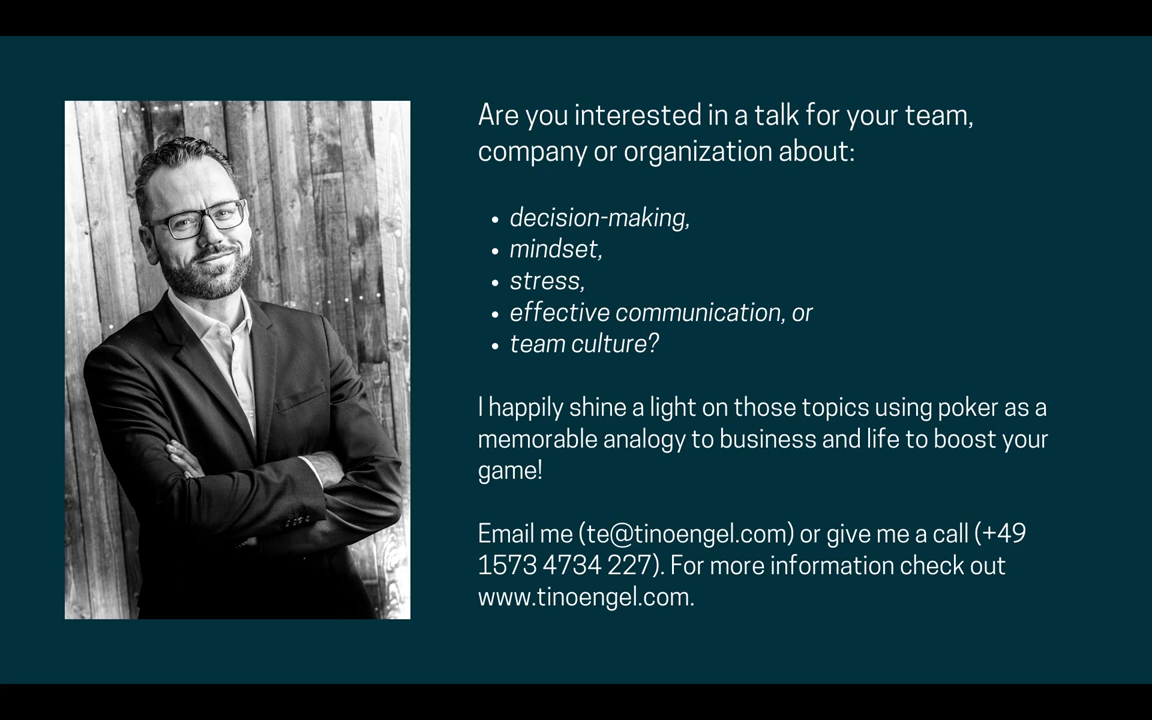 Are you interested in a talk for your team,
company or organization about:
• decision-making,
• mindset,
• stress,
• effective communication, or
• team culture?
I happily shine a light on those topics using poker as a
memorable analogy to business and life to boost your
game!
Email me (te@tinoengel.com) or give me a call (+49
1573 4734 227). For more information check out
www.tinoengel.com.